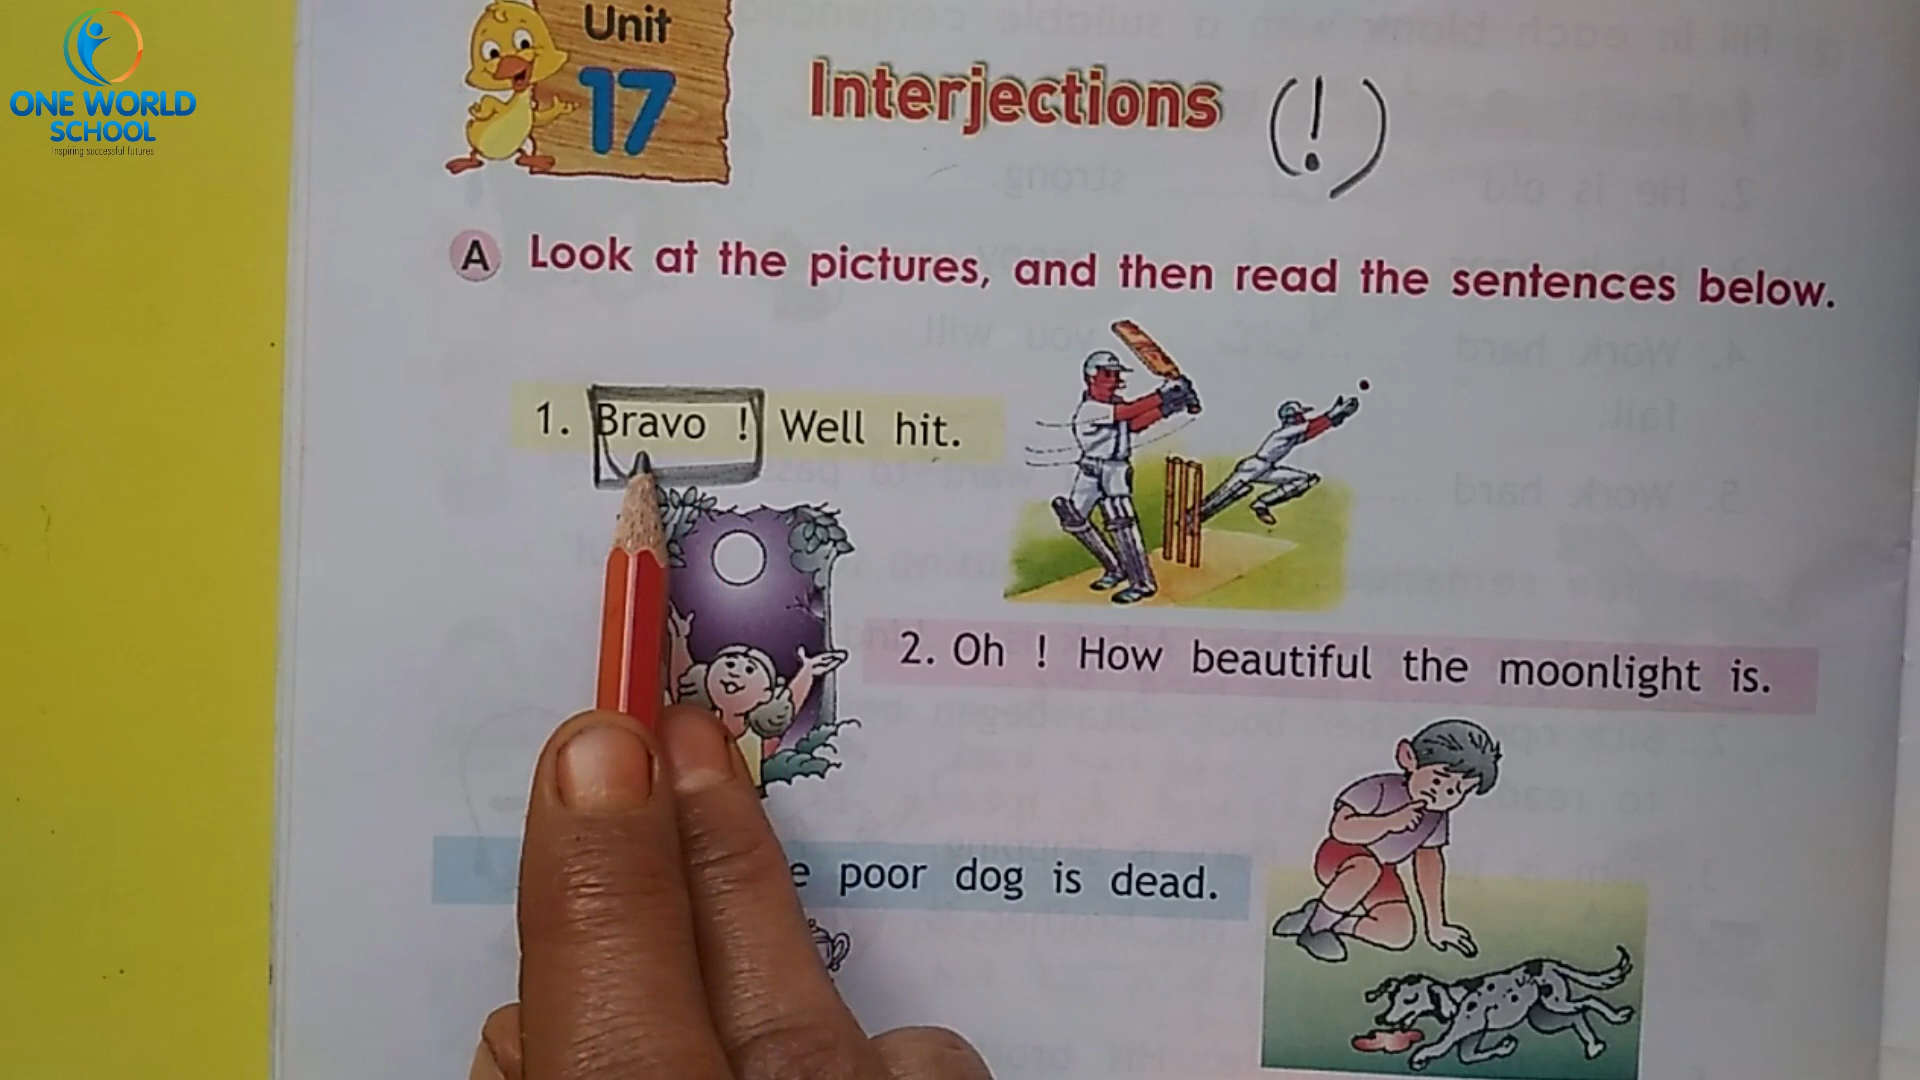 ONE WORLD
SCHOOL
Inspiring successful futures
Unit
17
Interjections (!)
A Look at the pictures, and then read the sentences below.
1. Bravo ! Well hit.
2. Oh ! How beautiful the moonlight is.
poor dog is dead.